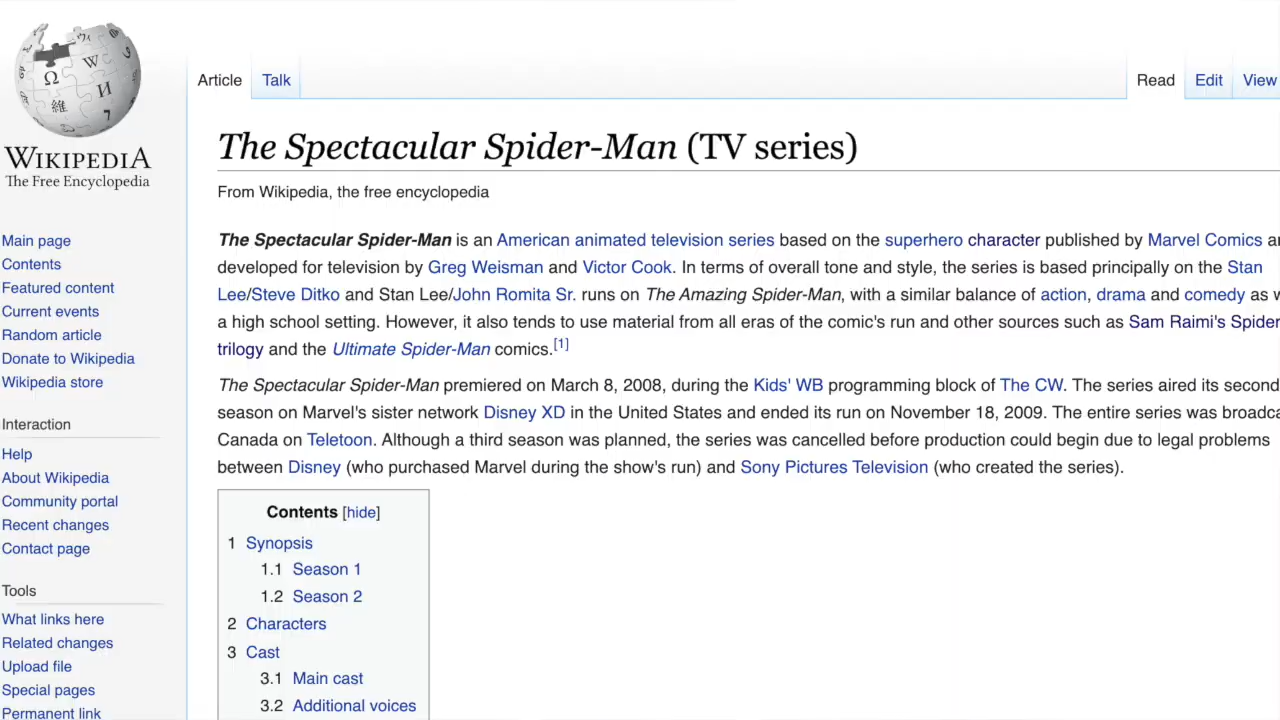 Article
Talk
Read
Edit
View
WIKIPEDIA
The Free Encyclopedia
Main page
Contents
Featured content
Current events
Random article
Donate to Wikipedia
Wikipedia store
Interaction
Help
About Wikipedia
Community portal
Recent changes
Contact page
Tools
What links here
Related changes
Upload file
Special pages
Permanent link
The Spectacular Spider-Man (TV series)
From Wikipedia, the free encyclopedia
The Spectacular Spider-Man is an American animated television series based on the superhero character published by Marvel Comics
developed for television by Greg Weisman and Victor Cook. In terms of overall tone and style, the series is based principally on the Stan
Lee/Steve Ditko and Stan Lee/John Romita Sr. runs on The Amazing Spider-Man, with a similar balance of action, drama and comedy as
a high school setting. However, it also tends to use material from all eras of the comic's run and other sources such as Sam Raimi's Spider
trilogy and the Ultimate Spider-Man comics.[1]
The Spectacular Spider-Man premiered on March 8, 2008, during the Kids' WB programming block of The CW. The series aired its second
season on Marvel's sister network Disney XD in the United States and ended its run on November 18, 2009. The entire series was
Canada on Teletoon. Although a third season was planned, the series was cancelled before production could begin due to legal problems
between Disney (who purchased Marvel during the show's run) and Sony Pictures Television (who created the series).
Contents [hide]
1 Synopsis
1.1 Season 1
1.2 Season 2
2 Characters
3 Cast
3.1 Main cast
3.2 Additional voices